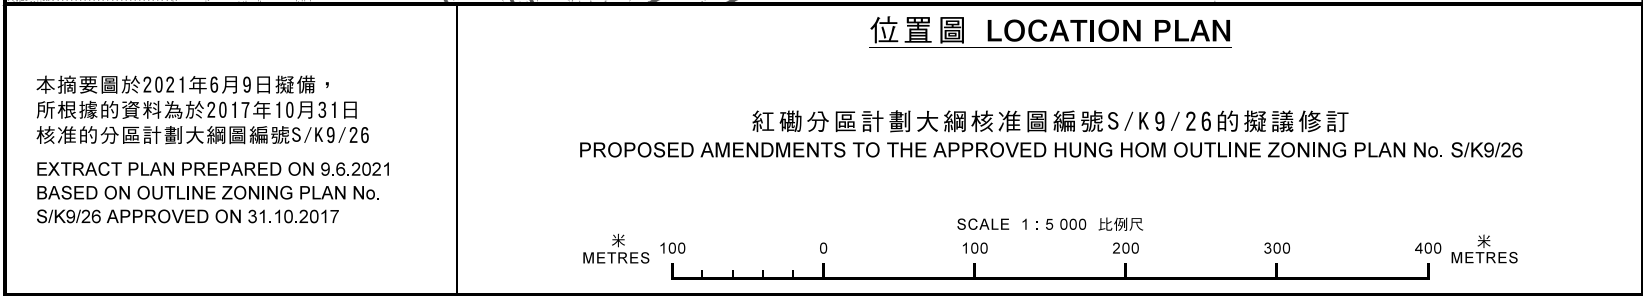 本摘要圖於2021年6月9日擬備，
所根據的資料為於2017年10月31日
核准的分區計劃大綱圖編號S/K9/26
EXTRACT PLAN PREPARED ON 9.6.2021
BASED ON OUTLINE ZONING PLAN No.
S/K9/26 APPROVED ON 31.10.2017
位置圖 LOCATION PLAN
紅磡分區計劃大綱核准圖編號S/K9/26的擬議修訂
PROPOSED AMENDMENTS TO THE APPROVED HUNG HOM OUTLINE ZONING PLAN No. S/K9/26
SCALE 1 : 5 000 比例尺
米 METRES 100 0 100 200 300 400 米 METRES